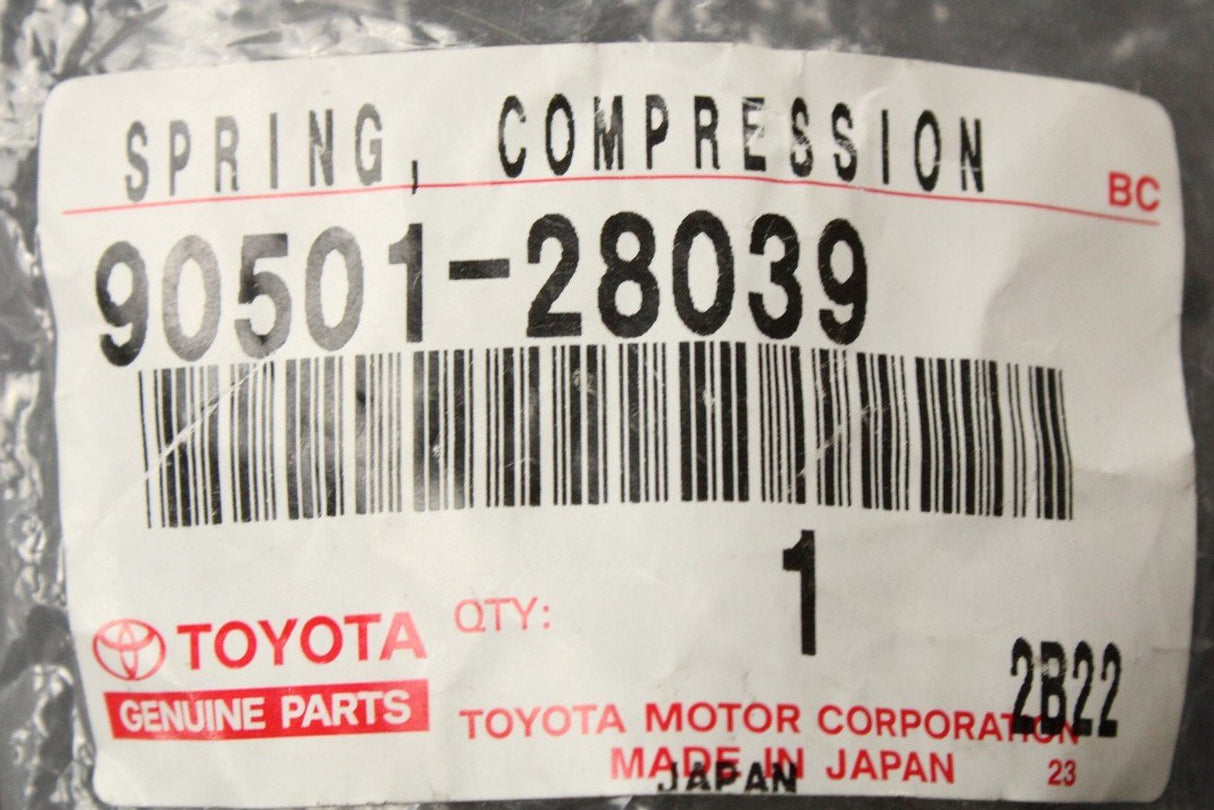 SPRING, COMPRESSION
BC
90501-28039
1
QTY:
TOYOTA
GENUINE PARTS
2B22
TOYOTA MOTOR CORPORATION
MADE IN JAPAN 23
JAPAN